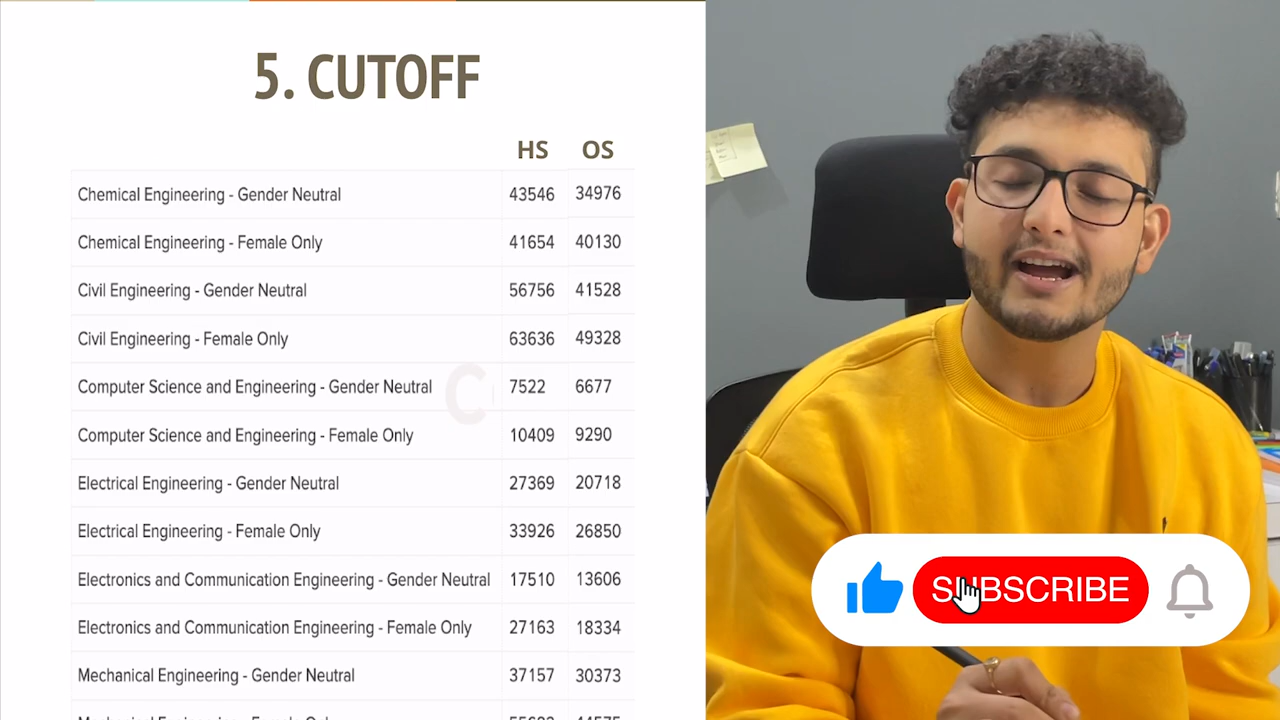 5. CUTOFF
HS OS
Chemical Engineering - Gender Neutral 43546 34976
Chemical Engineering - Female Only 41654 40130
Civil Engineering - Gender Neutral 56756 41528
Civil Engineering - Female Only 63636 49328
Computer Science and Engineering - Gender Neutral 7522 6677
Computer Science and Engineering - Female Only 10409 9290
Electrical Engineering - Gender Neutral 27369 20718
Electrical Engineering - Female Only 33926 26850
Electronics and Communication Engineering - Gender Neutral 17510 13606
Electronics and Communication Engineering - Female Only 27163 18334
Mechanical Engineering - Gender Neutral 37157 30373
SUBSCRIBE